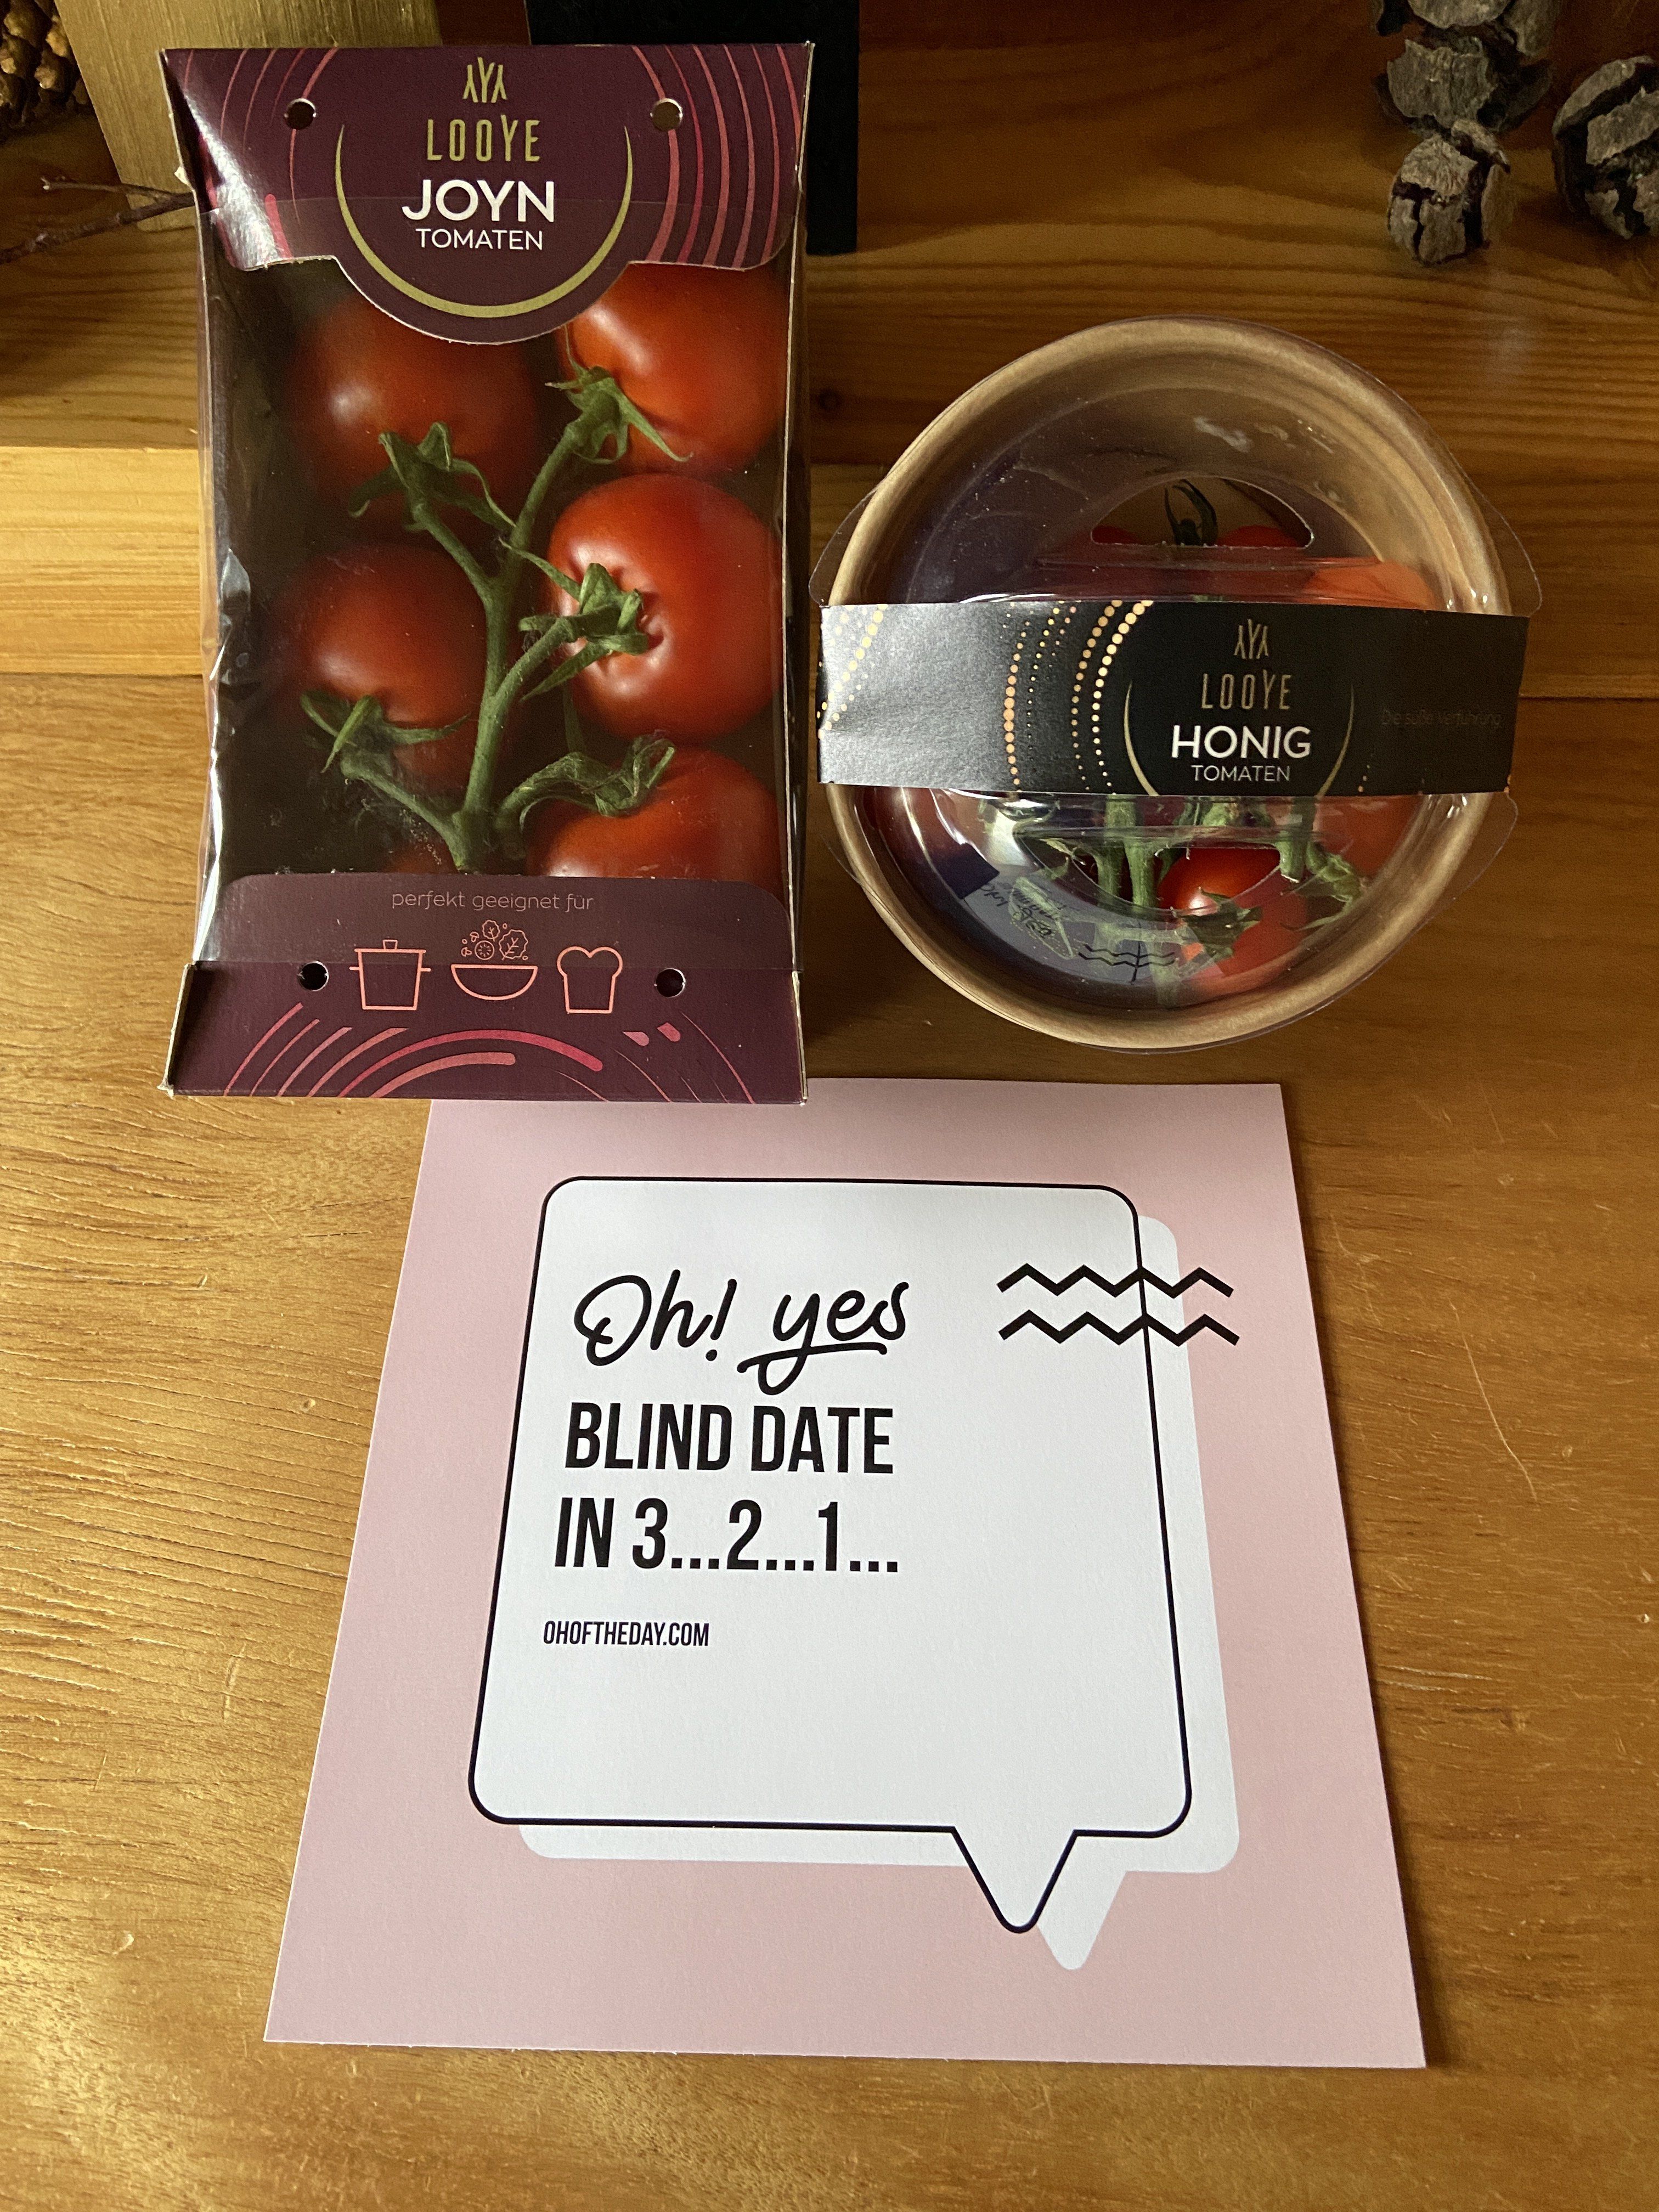 LOOYE
JOYN
TOMATEN
perfekt geeignet für
LOOYE
HONIG
TOMATEN
Die süße Verführung
Oh! yes
BLIND DATE
IN 3...2...1...
OHOFTHEDAY.COM